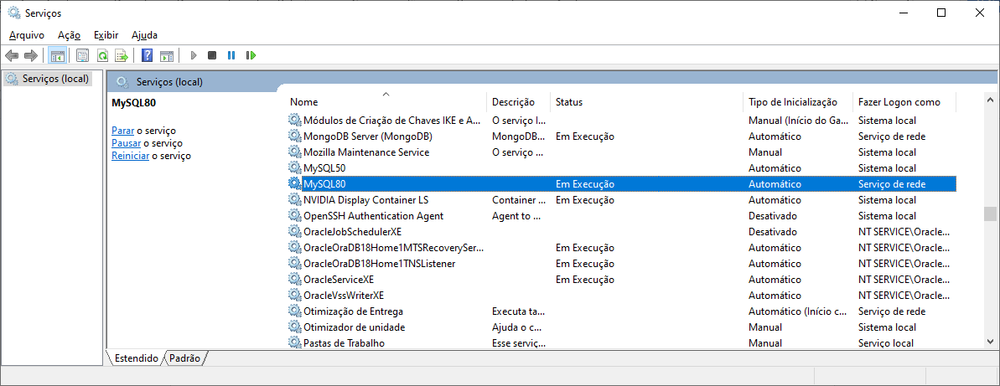 Serviços
Arquivo Ação Exibir Ajuda
Serviços (local)
Serviços (local)
MySQL80
Parar o serviço
Pausar o serviço
Reiniciar o serviço
Nome Descrição Status Tipo de Inicialização Fazer Logon como
Módulos de Criação de Chaves IKE e A... O serviço I... Manual (Início do Ga... Sistema local
MongoDB Server (MongoDB) MongoDB... Em Execução Automático Serviço de rede
Mozilla Maintenance Service O serviço ... Manual Sistema local
MySQL50 Automático Sistema local
MySQL80 Em Execução Automático Serviço de rede
NVIDIA Display Container LS Container ... Em Execução Automático Sistema local
OpenSSH Authentication Agent Agent to ... Desativado Sistema local
OracleJobSchedulerXE Desativado NT SERVICE\Oracle...
OracleOraDB18Home1MTSRecoverySer... Em Execução Automático NT SERVICE\Oracle...
OracleOraDB18Home1TNSListener Em Execução Automático NT SERVICE\Oracle...
OracleServiceXE Em Execução Automático NT SERVICE\Oracle...
OracleVssWriterXE Automático NT SERVICE\Oracle...
Otimização de Entrega Executa ta... Automático (Início c... Serviço de rede
Otimizador de unidade Ajuda o c... Manual Sistema local
Pastas de Trabalho Esse serviç... Manual Serviço local
Estendido Padrão